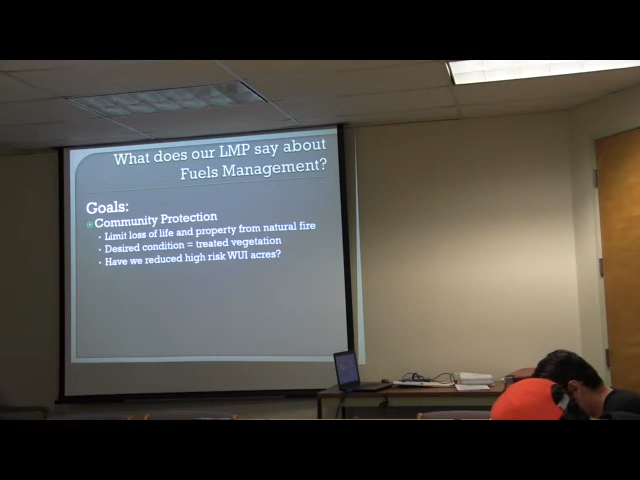 What does our LMP say about
Fuels Management?
Goals:
Community Protection
Limit loss of life and property from natural fire
Desired condition = treated vegetation
Have we reduced high risk WUI acres?